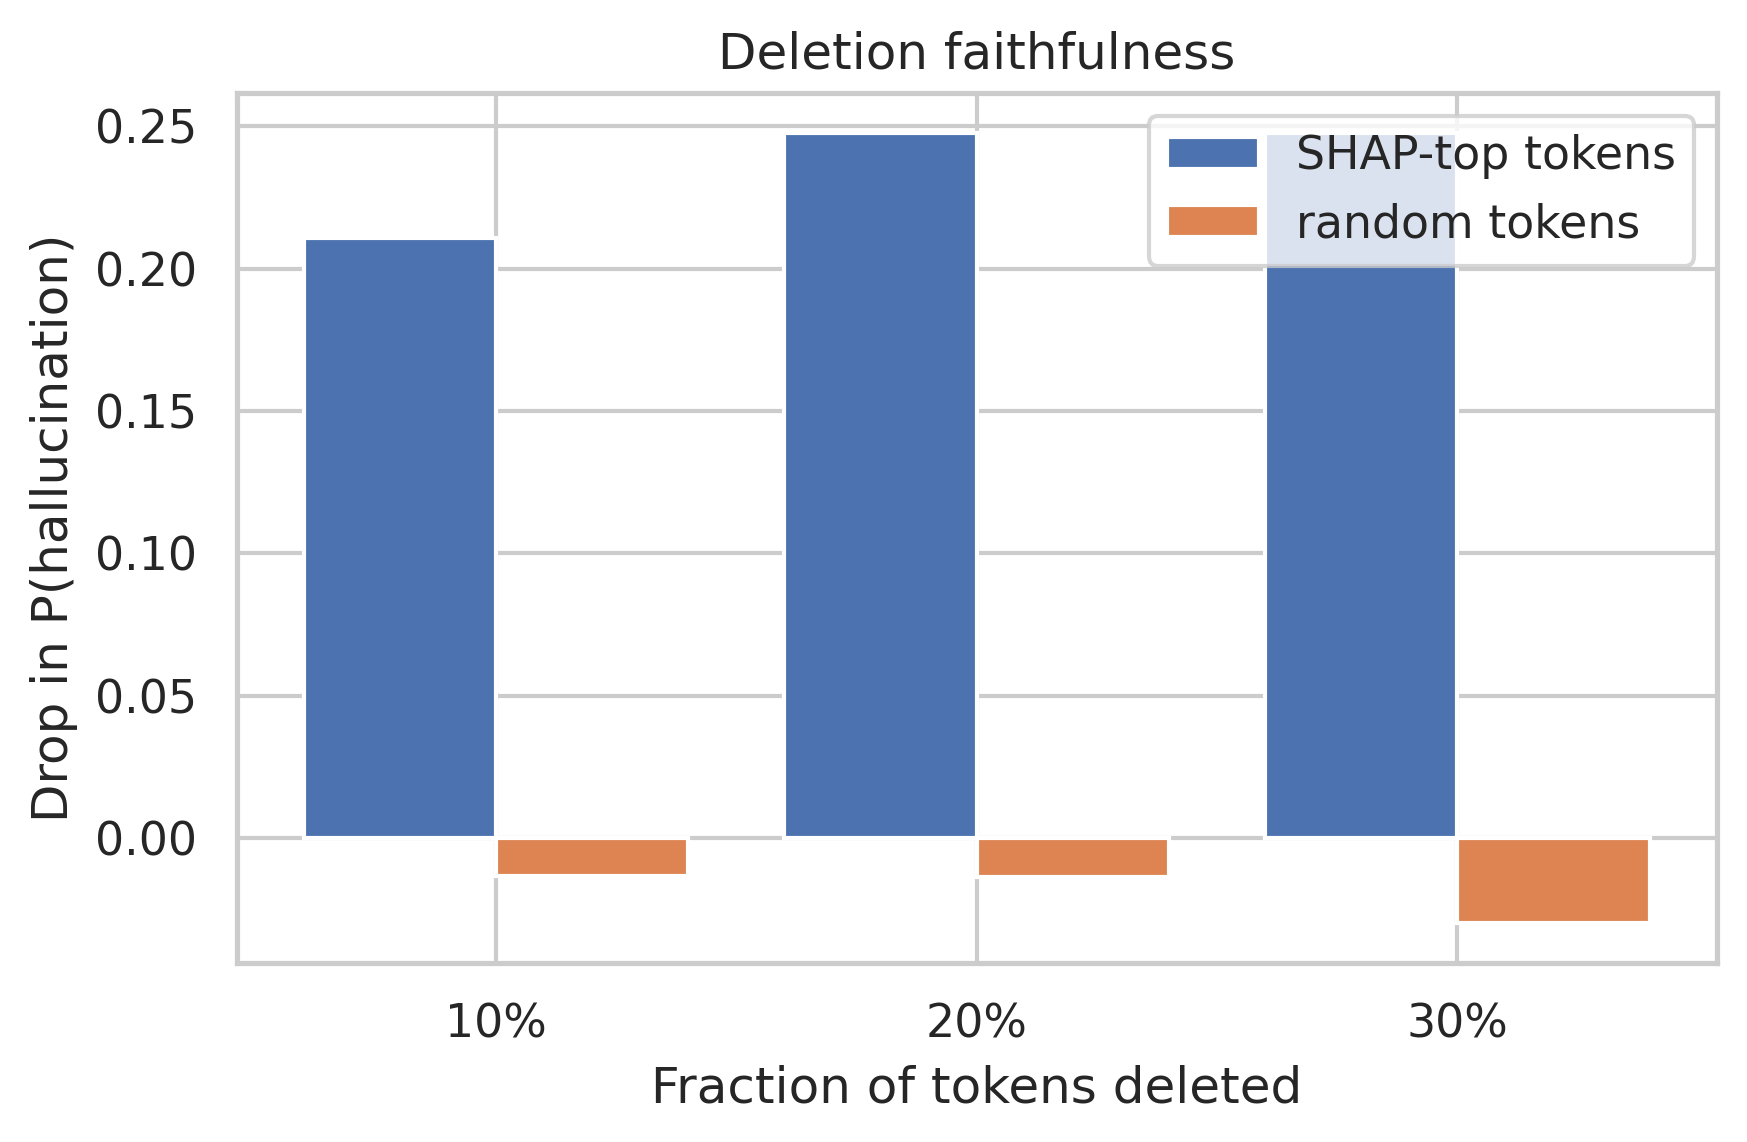 Deletion faithfulness
SHAP-top tokens
random tokens
Drop in P(hallucination)
0.25
0.20
0.15
0.10
0.05
0.00
10% 20% 30%
Fraction of tokens deleted